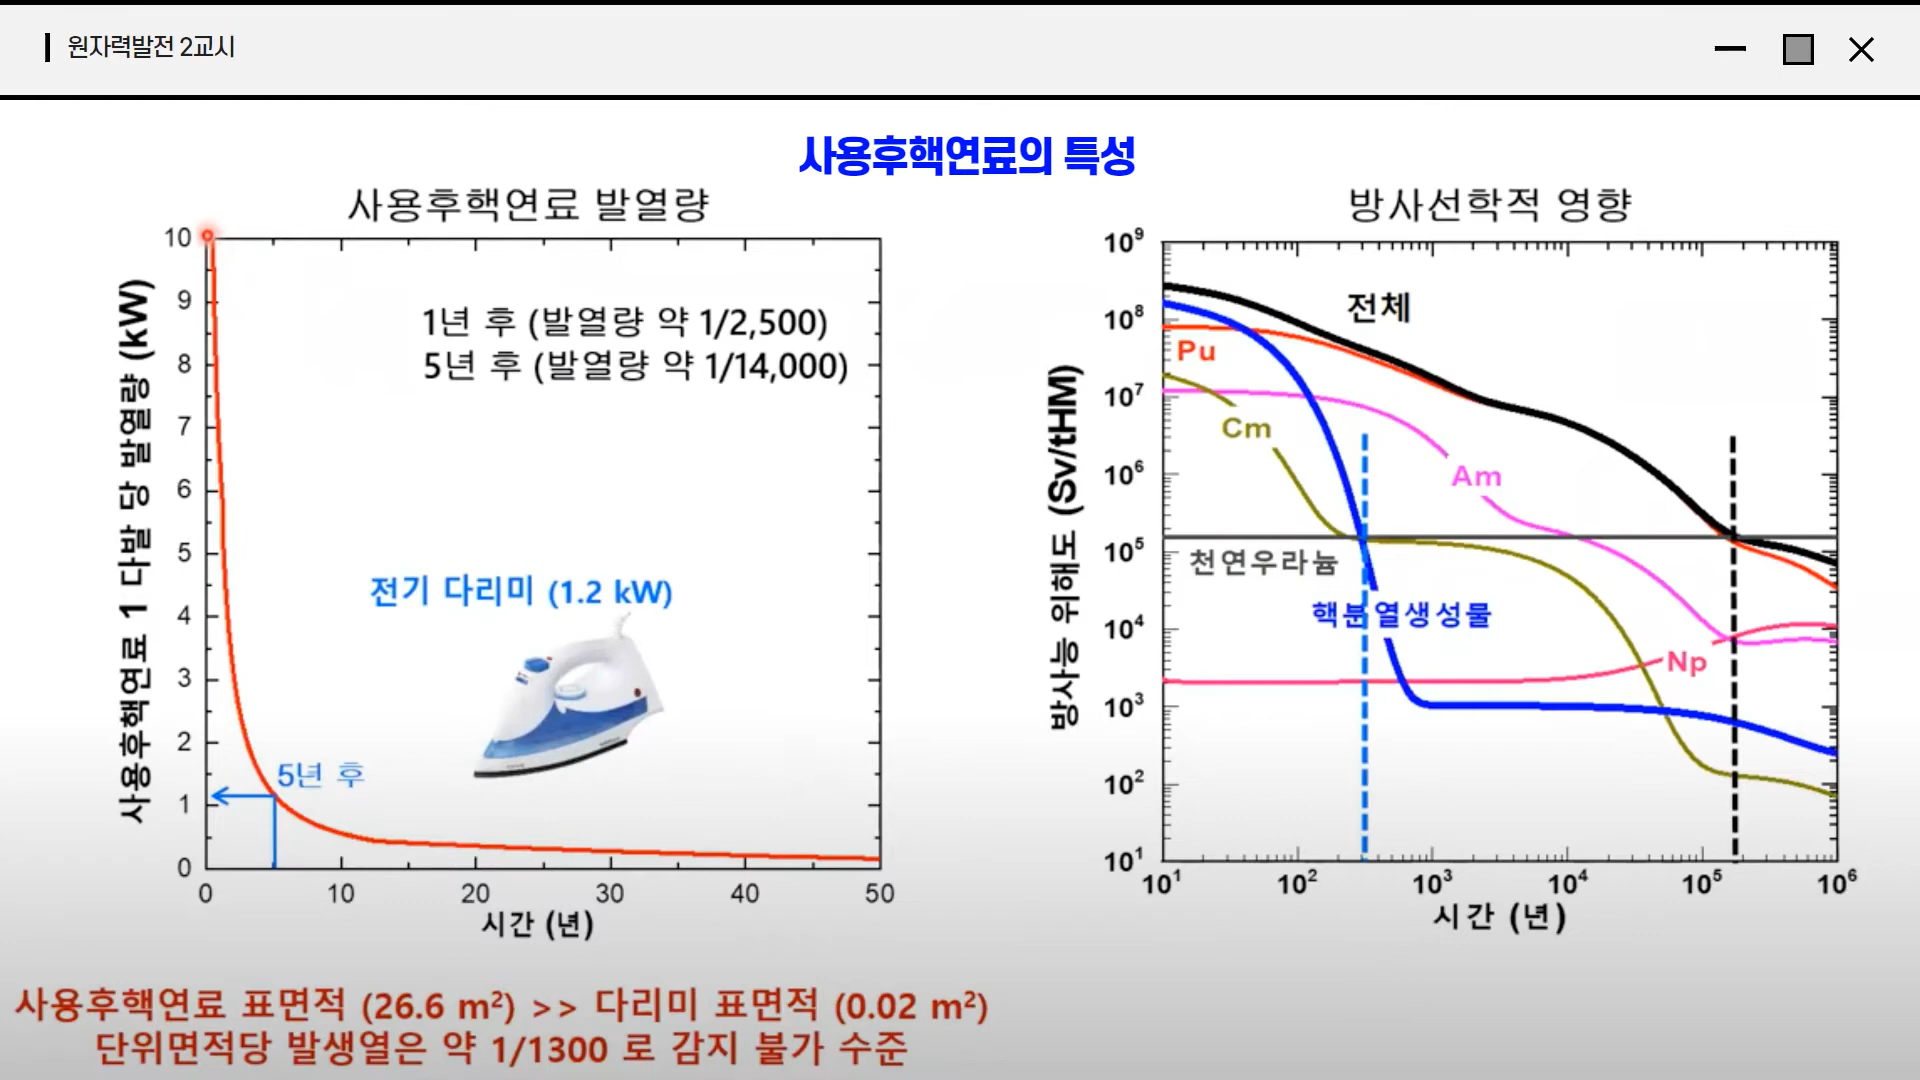 원자력발전 2교시
사용후핵연료의 특성
사용후핵연료 발열량
사용후핵연료 1 다발 당 발열량 (kW)
10
9
8
7
6
5
4
3
2
1
0
1년 후 (발열량 약 1/2,500)
5년 후 (발열량 약 1/14,000)
전기 다리미 (1.2 kW)
5년 후
0 10 20 30 40 50
시간 (년)
방사선학적 영향
방사능 위해도 (Sv/tHM)
10⁹
10⁸
10⁷
10⁶
10⁵
10⁴
10³
10²
10¹
전체
Pu
Cm
Am
천연우라늄
핵분열생성물
Np
10¹ 10² 10³ 10⁴ 10⁵ 10⁶
시간 (년)
사용후핵연료 표면적 (26.6 m²) >> 다리미 표면적 (0.02 m²)
단위면적당 발생열은 약 1/1300 로 감지 불가 수준